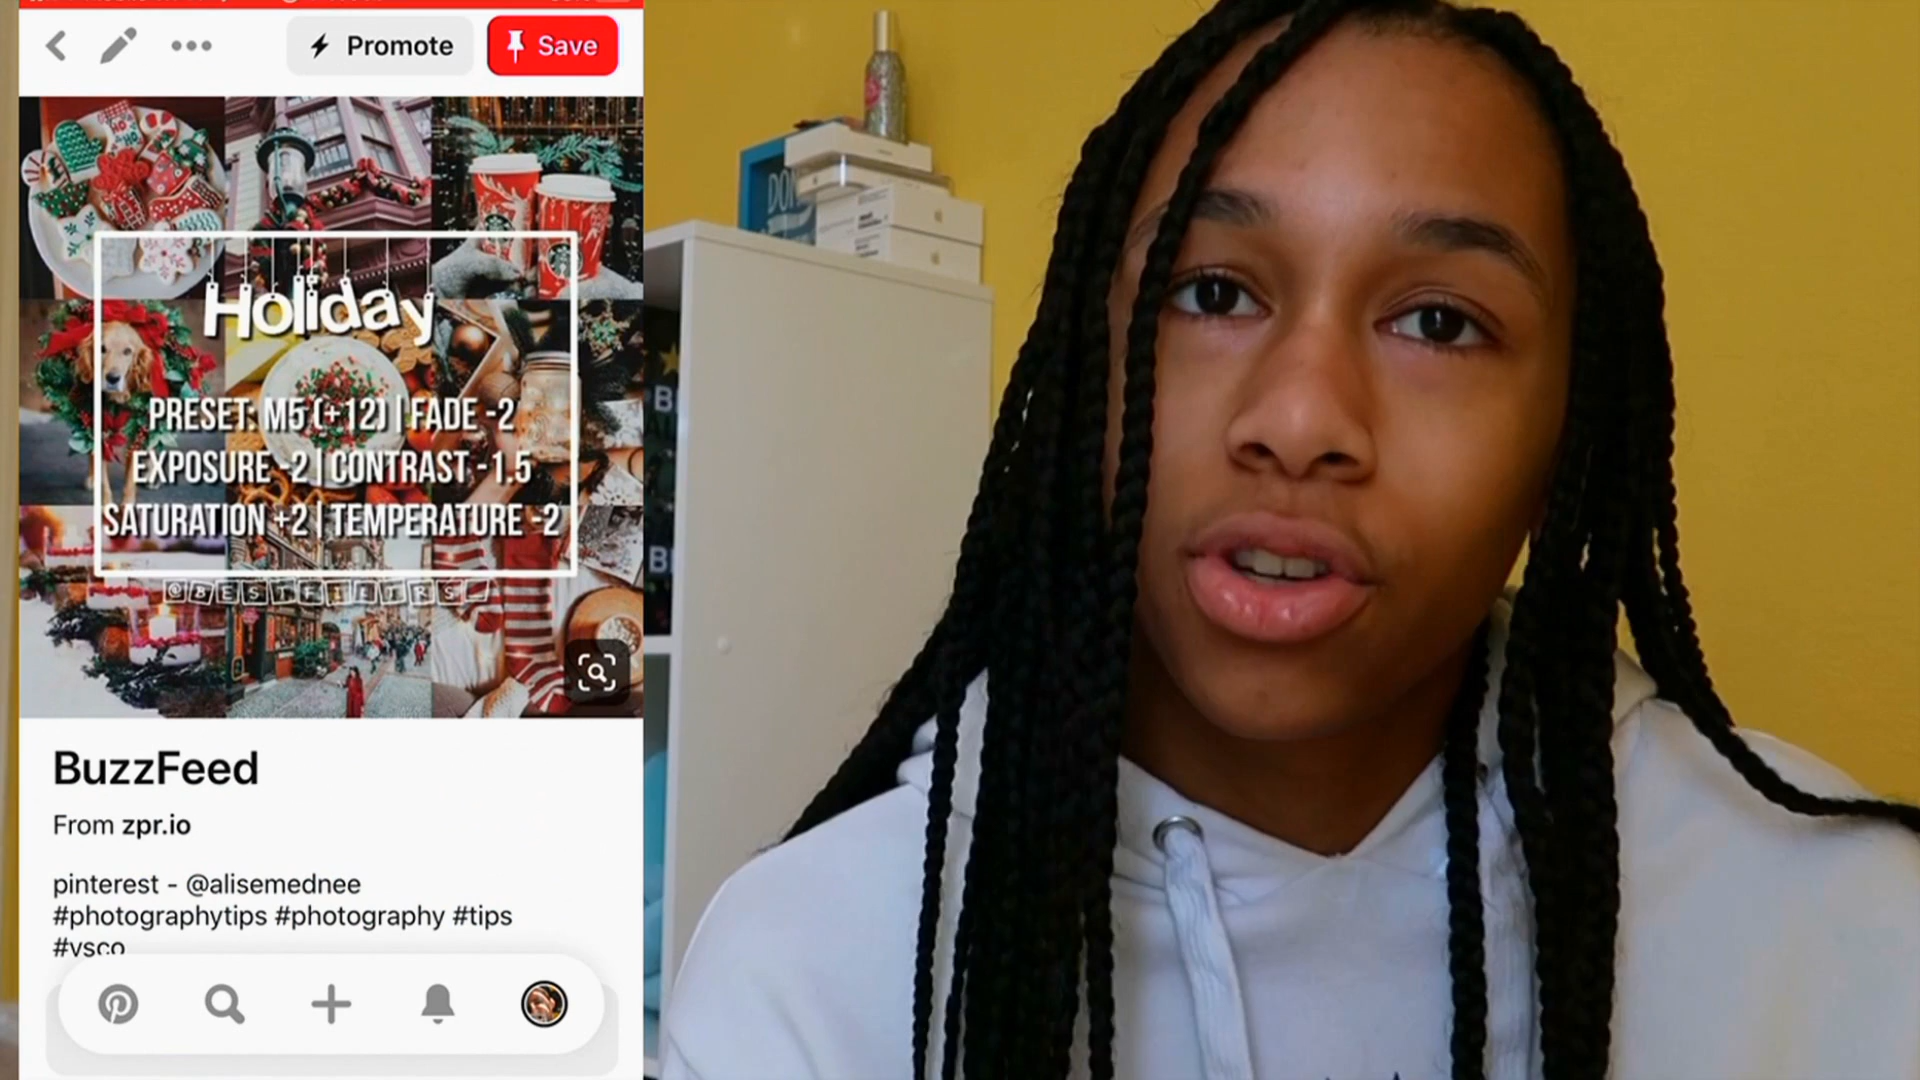 Promote
Save
Holiday
PRESET: M5 (+12) | FADE -2
EXPOSURE -2 | CONTRAST -1.5
SATURATION +2 | TEMPERATURE -2
BuzzFeed
From zpr.io
pinterest - @alisemednee
#photographytips #photography #tips
#vsco
DON